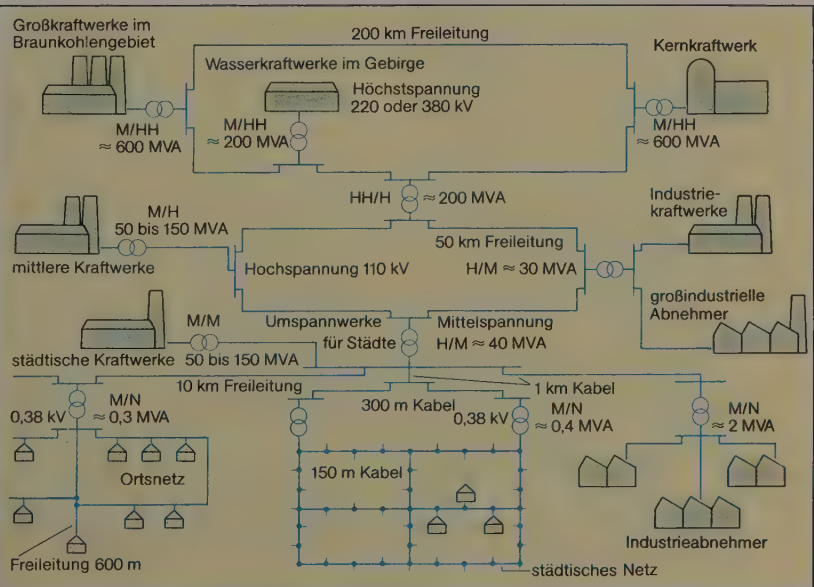 Großkraftwerke im
Braunkohlengebiet
200 km Freileitung
Kernkraftwerk
Wasserkraftwerke im Gebirge
Höchstspannung
220 oder 380 kV
M/HH
≈ 600 MVA
M/HH
≈ 200 MVA
M/HH
≈ 600 MVA
HH/H
≈ 200 MVA
Industrie-
kraftwerke
M/H
50 bis 150 MVA
mittlere Kraftwerke
50 km Freileitung
Hochspannung 110 kV
H/M ≈ 30 MVA
großindustrielle
Abnehmer
M/M
Umspannwerke
für Städte
Mittelspannung
H/M ≈ 40 MVA
städtische Kraftwerke
50 bis 150 MVA
10 km Freileitung
1 km Kabel
300 m Kabel
0,38 kV
M/N
≈ 0,3 MVA
0,38 kV
M/N
≈ 0,4 MVA
M/N
≈ 2 MVA
Ortsnetz
150 m Kabel
Freileitung 600 m
Industrieabnehmer
städtisches Netz